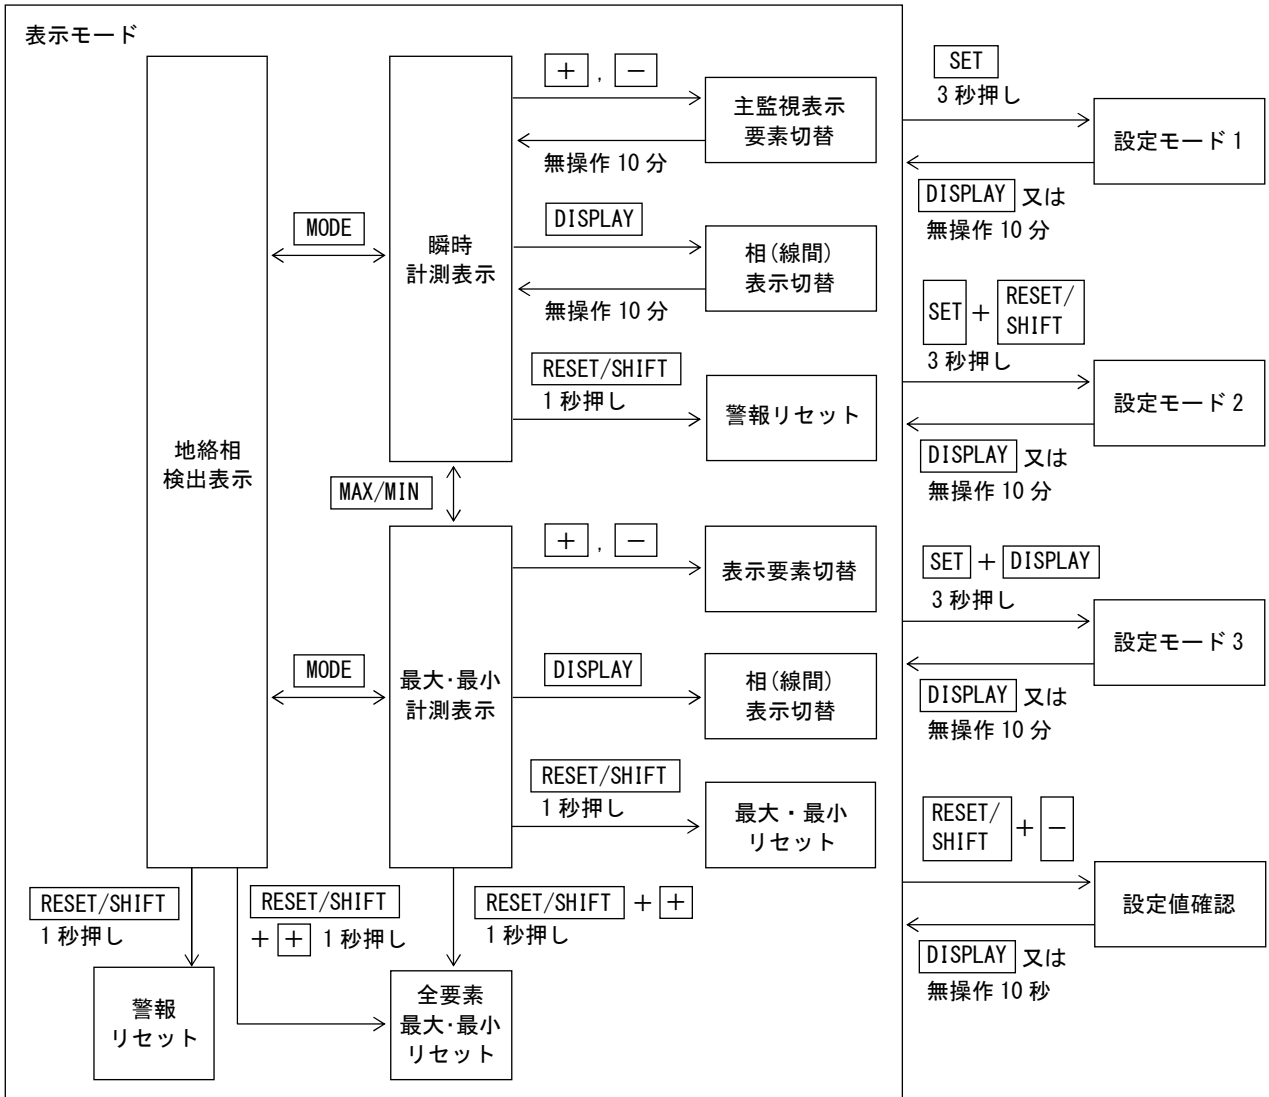 表示モード
地絡相
検出表示
MODE
瞬時
計測表示
＋ , －
無操作 10 分
主監視表示
要素切替
DISPLAY
無操作 10 分
相(線間)
表示切替
RESET/SHIFT
1 秒押し
警報リセット
MAX/MIN
MODE
最大･最小
計測表示
＋ , －
表示要素切替
DISPLAY
相(線間)
表示切替
RESET/SHIFT
1 秒押し
最大・最小
リセット
RESET/SHIFT
1 秒押し
警報
リセット
RESET/SHIFT
＋ ＋ 1 秒押し
RESET/SHIFT ＋ ＋
1 秒押し
全要素
最大･最小
リセット
SET
3 秒押し
設定モード 1
DISPLAY 又は
無操作 10 分
SET ＋ RESET/
SHIFT
3 秒押し
設定モード 2
DISPLAY 又は
無操作 10 分
SET ＋ DISPLAY
3 秒押し
設定モード 3
DISPLAY 又は
無操作 10 分
RESET/
SHIFT ＋ －
設定値確認
DISPLAY 又は
無操作 10 秒